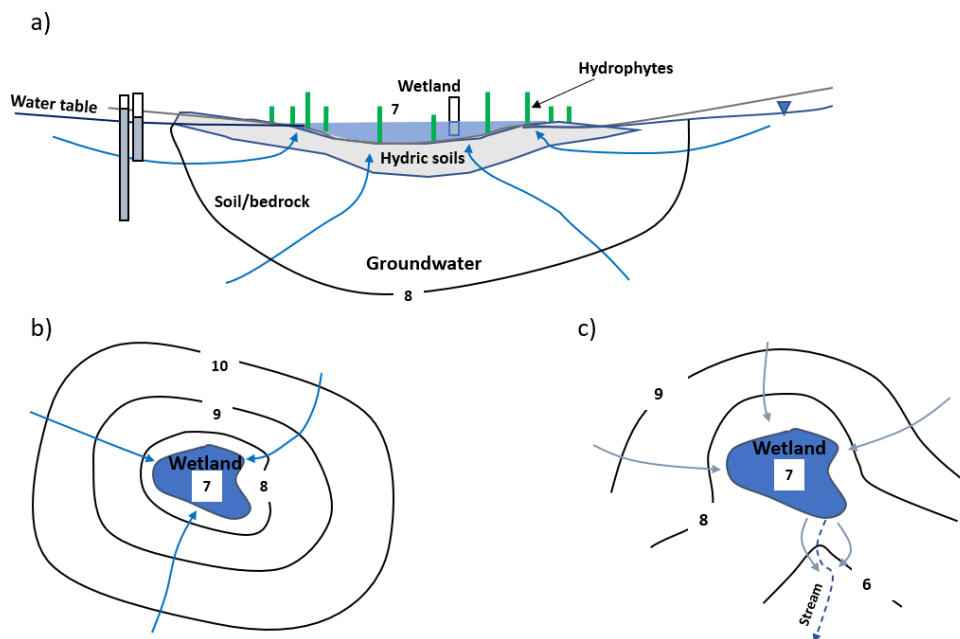 a)
Wetland
7
Hydrophytes
Water table
Hydric soils
Soil/bedrock
Groundwater
8
b)
10
9
Wetland
7
8
c)
9
Wetland
7
8
6
Stream